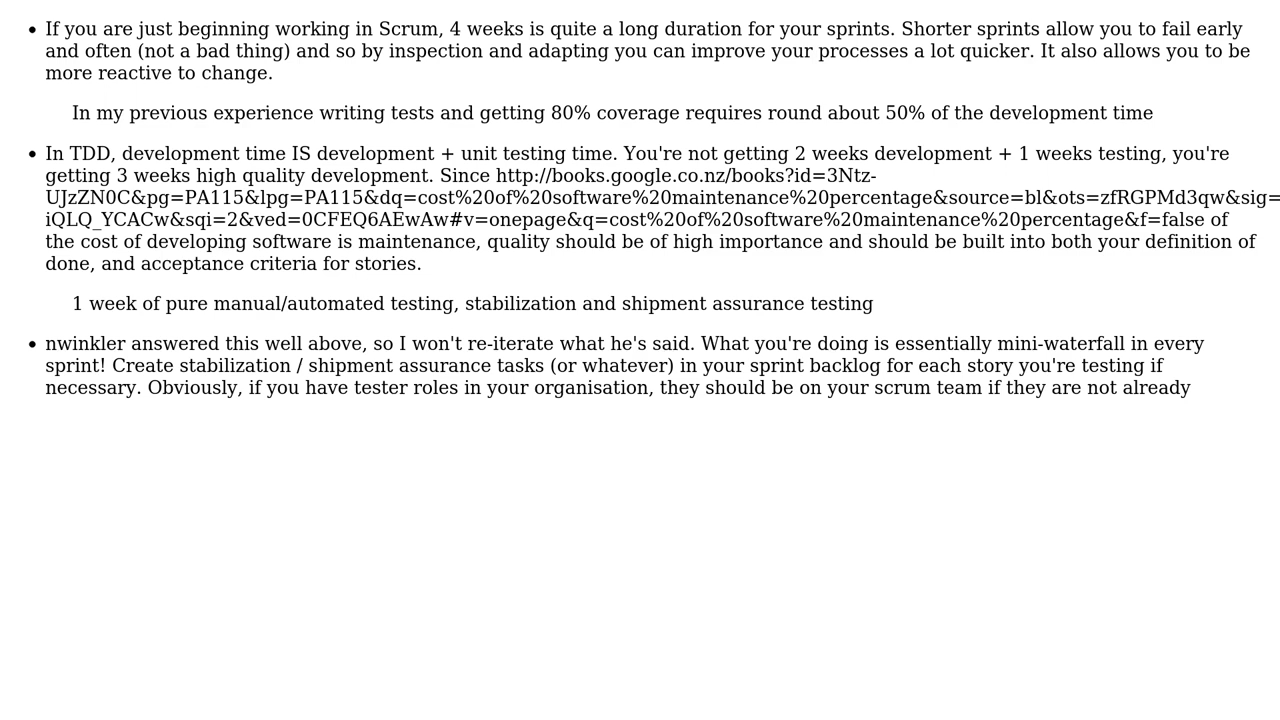 • If you are just beginning working in Scrum, 4 weeks is quite a long duration for your sprints. Shorter sprints allow you to fail early
and often (not a bad thing) and so by inspection and adapting you can improve your processes a lot quicker. It also allows you to be
more reactive to change.
In my previous experience writing tests and getting 80% coverage requires round about 50% of the development time
• In TDD, development time IS development + unit testing time. You're not getting 2 weeks development + 1 weeks testing, you're
getting 3 weeks high quality development. Since http://books.google.co.nz/books?id=3Ntz-
UJzZN0C&pg=PA115&lpg=PA115&dq=cost%20of%20software%20maintenance%20percentage&source=bl&ots=zfRGPMd3qw&sig=
iQLQ_YCACw&sqi=2&ved=0CFEQ6AEwAw#v=onepage&q=cost%20of%20software%20maintenance%20percentage&f=false of
the cost of developing software is maintenance, quality should be of high importance and should be built into both your definition of
done, and acceptance criteria for stories.
1 week of pure manual/automated testing, stabilization and shipment assurance testing
• nwinkler answered this well above, so I won't re-iterate what he's said. What you're doing is essentially mini-waterfall in every
sprint! Create stabilization / shipment assurance tasks (or whatever) in your sprint backlog for each story you're testing if
necessary. Obviously, if you have tester roles in your organisation, they should be on your scrum team if they are not already